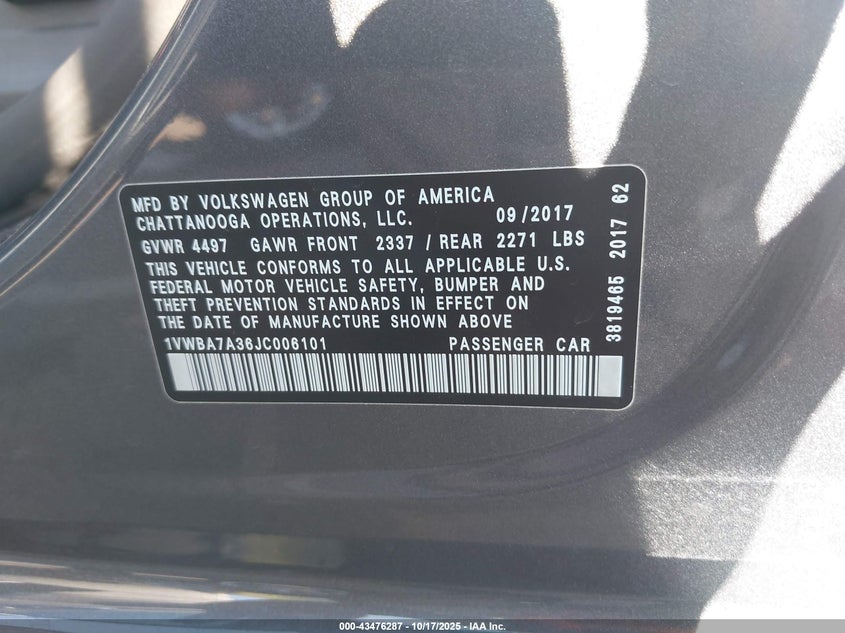 MFD BY VOLKSWAGEN GROUP OF AMERICA
CHATTANOOGA OPERATIONS, LLC. 09/2017
GVWR 4497 GAWR FRONT 2337 / REAR 2271 LBS
THIS VEHICLE CONFORMS TO ALL APPLICABLE U.S.
FEDERAL MOTOR VEHICLE SAFETY, BUMPER AND
THEFT PREVENTION STANDARDS IN EFFECT ON
THE DATE OF MANUFACTURE SHOWN ABOVE
1VWBA7A36JC006101 PASSENGER CAR
3819465 2017 62
000-43476287 - 10/17/2025 - IAA Inc.